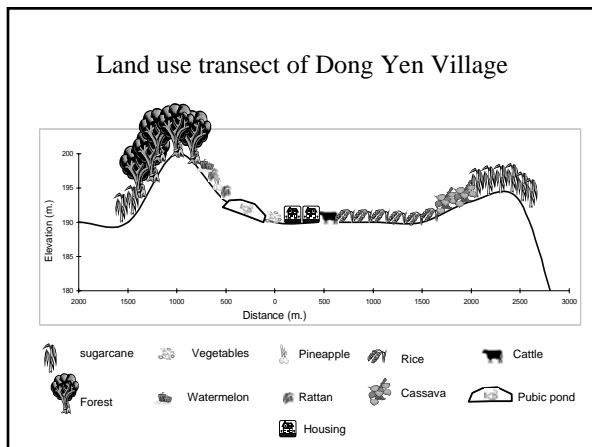 Land use transect of Dong Yen Village
200
195
190
185
180
Elevation (m.)
2000 1500 1000 500 0 500 1000 1500 2000 2500 3000
Distance (m.)
sugarcane Vegetables Pineapple Rice Cattle
Forest Watermelon Rattan Cassava Pubic pond
Housing